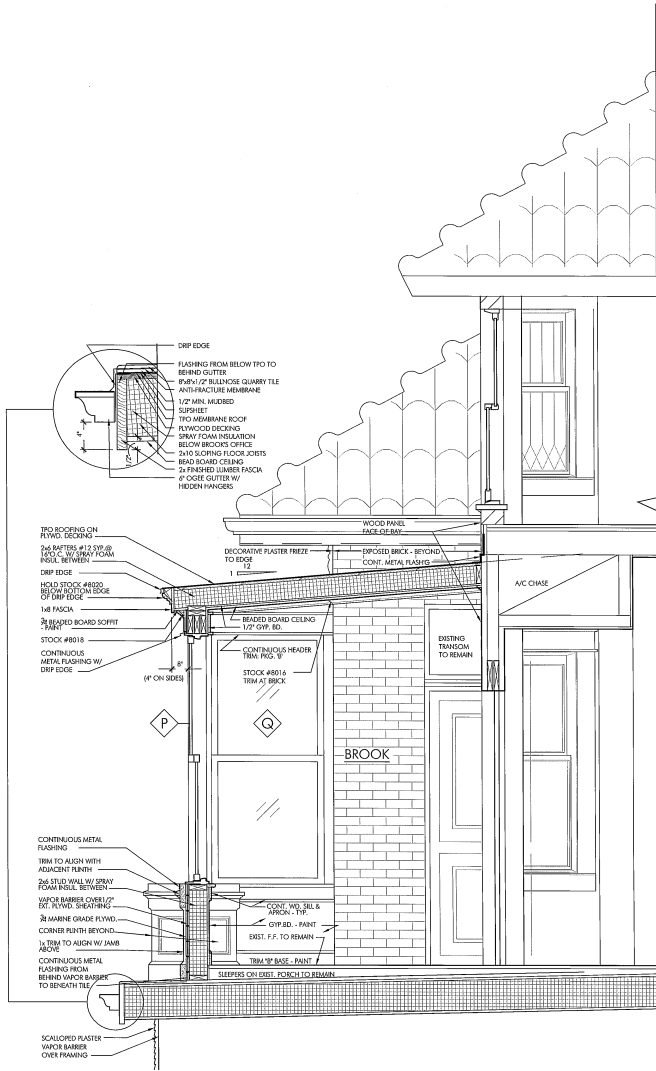 DRIP EDGE
FLASHING FROM BELOW TPO TO
BEHIND GUTTER
8"x8"x1/2" BULLNOSE QUARRY TILE
ANTI-FRACTURE MEMBRANE
1/2" MIN. MUDBED
SLIPSHEET
TPO MEMBRANE ROOF
PLYWOOD DECKING
SPRAY FOAM INSULATION
BELOW BROOK'S OFFICE
2x10 SLOPING FLOOR JOISTS
BEAD BOARD CEILING
2x FINISHED LUMBER FASCIA
6" OGEE GUTTER W/
HIDDEN HANGERS
4"
1/2"
TPO ROOFING ON
PLYWD. DECKING
2x6 RAFTERS #12 SYP.@
16"O.C. W/ SPRAY FOAM
INSUL. BETWEEN
DRIP EDGE
HOLD STOCK #8020
BELOW BOTTOM EDGE
OF DRIP EDGE
1x8 FASCIA
¾ BEADED BOARD SOFFIT
- PAINT
STOCK #8018
CONTINUOUS
METAL FLASHING W/
DRIP EDGE
8"
(4" ON SIDES)
DECORATIVE PLASTER FRIEZE
TO EDGE
12
1
WOOD PANEL
FACE OF BAY
EXPOSED BRICK - BEYOND
CONT. METAL FLASH'G
A/C CHASE
BEADED BOARD CEILING
1/2" GYP. BD.
CONTINUOUS HEADER
TRIM: PKG. 'B'
STOCK #8016
TRIM AT BRICK
EXISTING
TRANSOM
TO REMAIN
P
Q
BROOK
CONTINUOUS METAL
FLASHING
TRIM TO ALIGN WITH
ADJACENT PLINTH
2x6 STUD WALL W/ SPRAY
FOAM INSUL. BETWEEN
VAPOR BARRIER OVER1/2"
EXT. PLYWD. SHEATHING
¾ MARINE GRADE PLYWD.
CORNER PLINTH BEYOND
1x TRIM TO ALIGN W/ JAMB
ABOVE
CONTINUOUS METAL
FLASHING FROM
BEHIND VAPOR BARRIER
TO BENEATH TILE
CONT. WD. SILL &
APRON - TYP.
GYP.BD. - PAINT
EXIST. F.F. TO REMAIN
TRIM "B" BASE - PAINT
SLEEPERS ON EXIST. PORCH TO REMAIN
SCALLOPED PLASTER
VAPOR BARRIER
OVER FRAMING